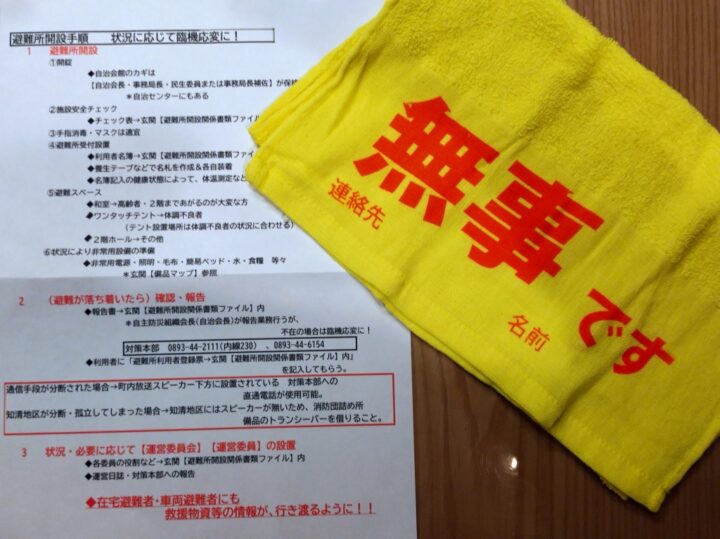 避難所開設手順 状況に応じて臨機応変に！
1 避難所開設
①開錠
◆自治会館のカギは
【自治会長・事務局長・民生委員または事務局長補佐】が保
＊自治センターにもある
②施設安全チェック
◆チェック表→玄関【避難所開設関係書類ファイル
③手指消毒・マスクは適宜
④避難所受付設置
◆利用者名簿→玄関【避難所開設関係書類ファイ
◆養生テープなどで名札を作成＆各自装着
◆名簿記入の健康状態によって、体温測定な
⑤避難スペース
◆和室→高齢者・２階まであがるのが大変な方
◆ワンタッチテント→体調不良者
（テント設置場所は体調不良者の状況に合わせる）
◆２階ホール→その他
⑥状況により非常用設備の準備
◆非常用電源・照明・毛布・簡易ベッド・水・食糧 等々
＊玄関【備品マップ】参照
2 （避難が落ち着いたら）確認・報告
◆報告書→玄関【避難所開設関係書類ファイル】内
＊自主防災組織会長(自治会長)が報告業務行うが、
不在の場合は臨機応変に！
対策本部 0893-44-2111(内線230) 、0893-44-6154
◆利用者に「避難所利用者登録票→玄関【避難所開設関係書類ファイル】内」
を記入してもらう。
通信手段が分断された場合→町内放送スピーカー下方に設置されている 対策本部への
直通電話が使用可能。
知清地区が分断・孤立してしまった場合→知清地区にはスピーカーが無いため、消防団詰め所
備品のトランシーバーを借りること。
3 状況・必要に応じて【運営委員会】【運営委員】の設置
◆各委員の役割など→玄関【避難所開設関係書類ファイル】内
◆運営日誌・対策本部への報告
◆在宅避難者・車両避難者にも
救援物資等の情報が、行き渡るように！！
無事です
連絡先
名前